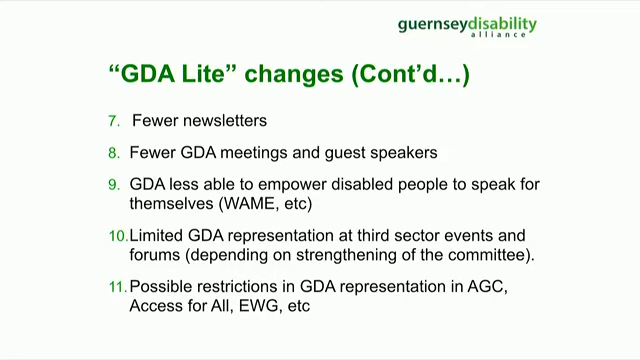 guernseydisability
alliance
“GDA Lite” changes (Cont’d…)
7. Fewer newsletters
8. Fewer GDA meetings and guest speakers
9. GDA less able to empower disabled people to speak for
themselves (WAME, etc)
10. Limited GDA representation at third sector events and
forums (depending on strengthening of the committee).
11. Possible restrictions in GDA representation in AGC,
Access for All, EWG, etc